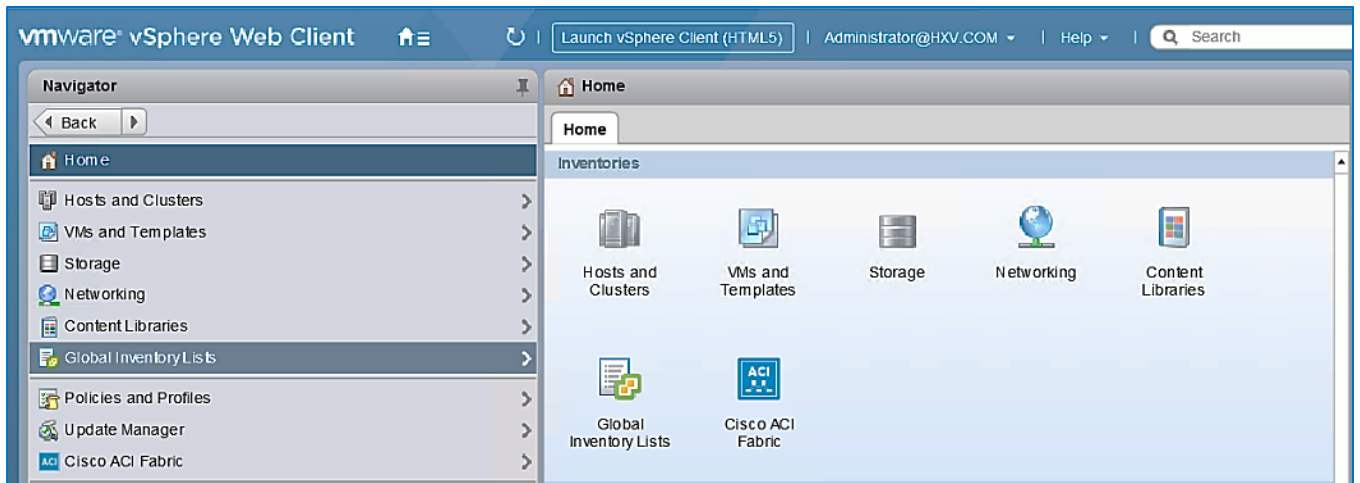 vmware® vSphere Web Client
Launch vSphere Client (HTML5) | Administrator@HXV.COM | Help | Search
Navigator
Back
Home
Hosts and Clusters
VMs and Templates
Storage
Networking
Content Libraries
Global Inventory Lists
Policies and Profiles
Update Manager
ACI Cisco ACI Fabric
Home
Home
Inventories
Hosts and
Clusters
VMs and
Templates
Storage
Networking
Content
Libraries
Global
Inventory Lists
ACI
Cisco ACI
Fabric